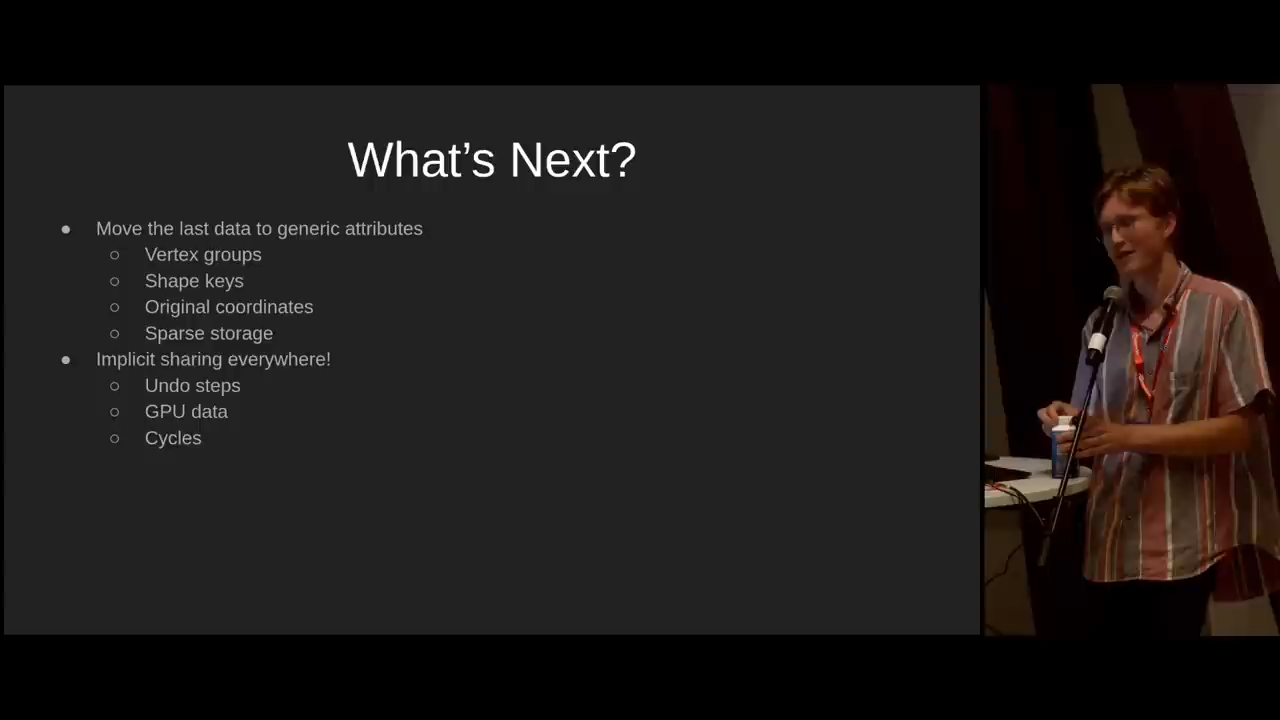 What's Next?
● Move the last data to generic attributes
○ Vertex groups
○ Shape keys
○ Original coordinates
○ Sparse storage
● Implicit sharing everywhere!
○ Undo steps
○ GPU data
○ Cycles